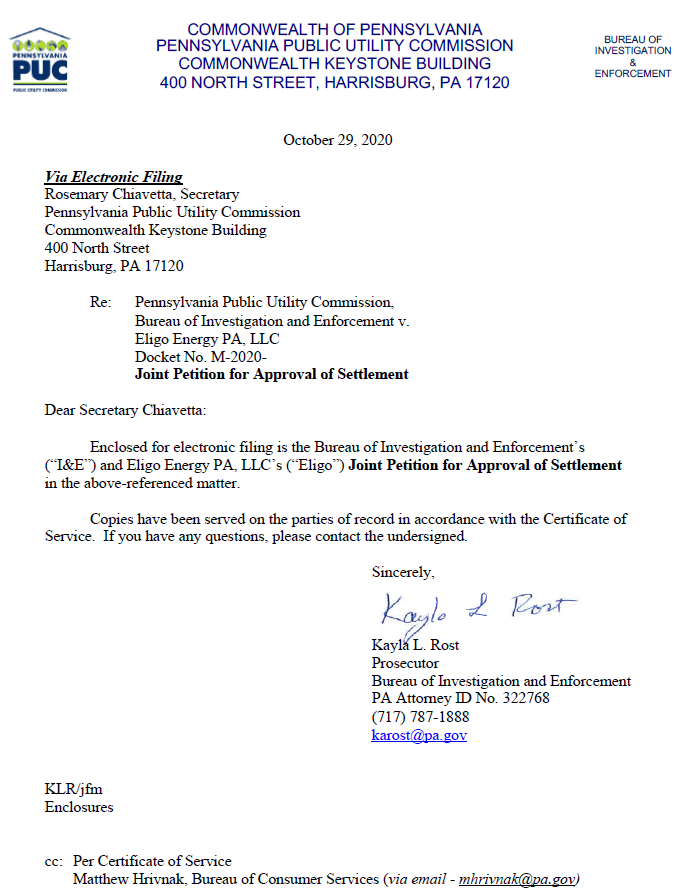 COMMONWEALTH OF PENNSYLVANIA
PENNSYLVANIA PUBLIC UTILITY COMMISSION
COMMONWEALTH KEYSTONE BUILDING
400 NORTH STREET, HARRISBURG, PA 17120
PENNSYLVANIA
PUC
PUBLIC UTILITY COMMISSION
BUREAU OF
INVESTIGATION
&
ENFORCEMENT
October 29, 2020
Via Electronic Filing
Rosemary Chiavetta, Secretary
Pennsylvania Public Utility Commission
Commonwealth Keystone Building
400 North Street
Harrisburg, PA 17120
Re: Pennsylvania Public Utility Commission,
Bureau of Investigation and Enforcement v.
Eligo Energy PA, LLC
Docket No. M-2020-
Joint Petition for Approval of Settlement
Dear Secretary Chiavetta:
Enclosed for electronic filing is the Bureau of Investigation and Enforcement’s
(“I&E”) and Eligo Energy PA, LLC’s (“Eligo”) Joint Petition for Approval of Settlement
in the above-referenced matter.
Copies have been served on the parties of record in accordance with the Certificate of
Service. If you have any questions, please contact the undersigned.
Sincerely,
Kayla L Rost
Kayla L. Rost
Prosecutor
Bureau of Investigation and Enforcement
PA Attorney ID No. 322768
(717) 787-1888
karost@pa.gov
KLR/jfm
Enclosures
cc: Per Certificate of Service
Matthew Hrivnak, Bureau of Consumer Services (via email - mhrivnak@pa.gov)